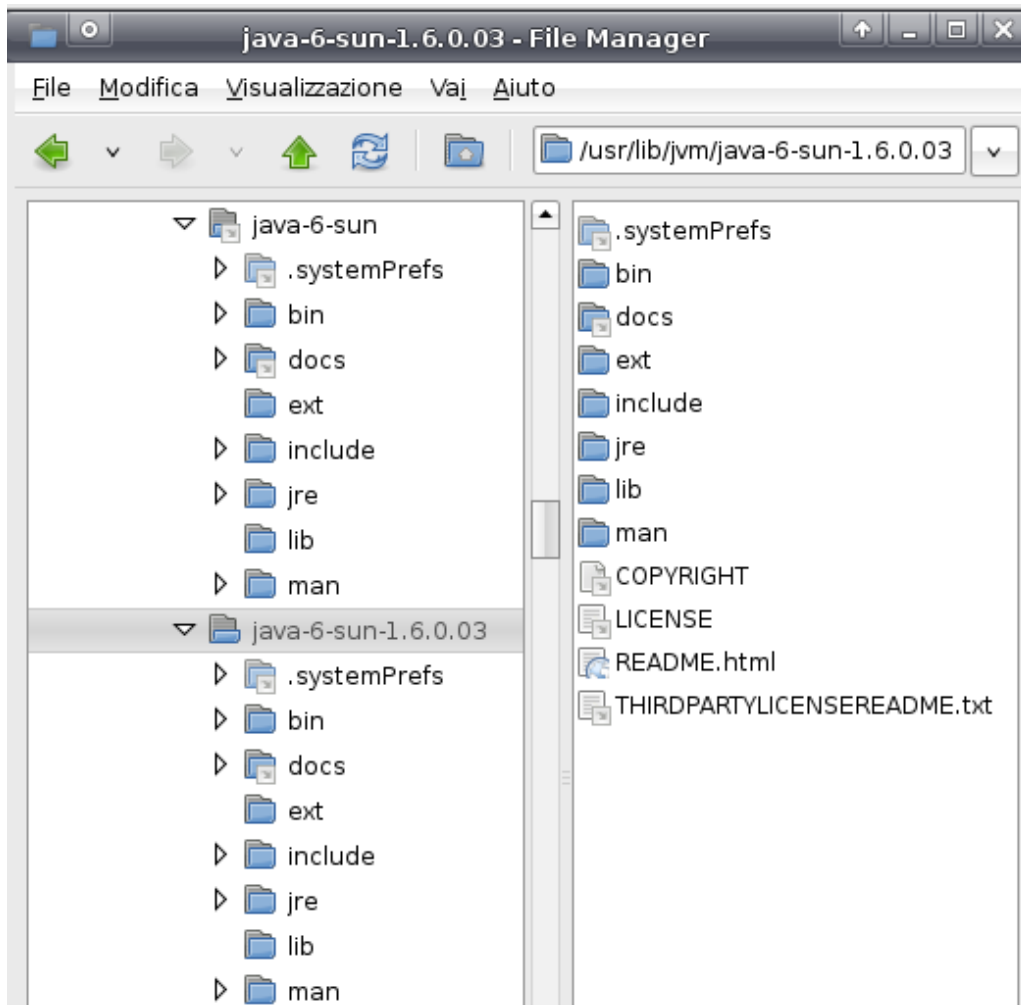 java-6-sun-1.6.0.03 - File Manager
File Modifica Visualizzazione Vai Aiuto
/usr/lib/jvm/java-6-sun-1.6.0.03
java-6-sun
.systemPrefs
bin
docs
ext
include
jre
lib
man
java-6-sun-1.6.0.03
.systemPrefs
bin
docs
ext
include
jre
lib
man
.systemPrefs
bin
docs
ext
include
jre
lib
man
COPYRIGHT
LICENSE
README.html
THIRDPARTYLICENSEREADME.txt